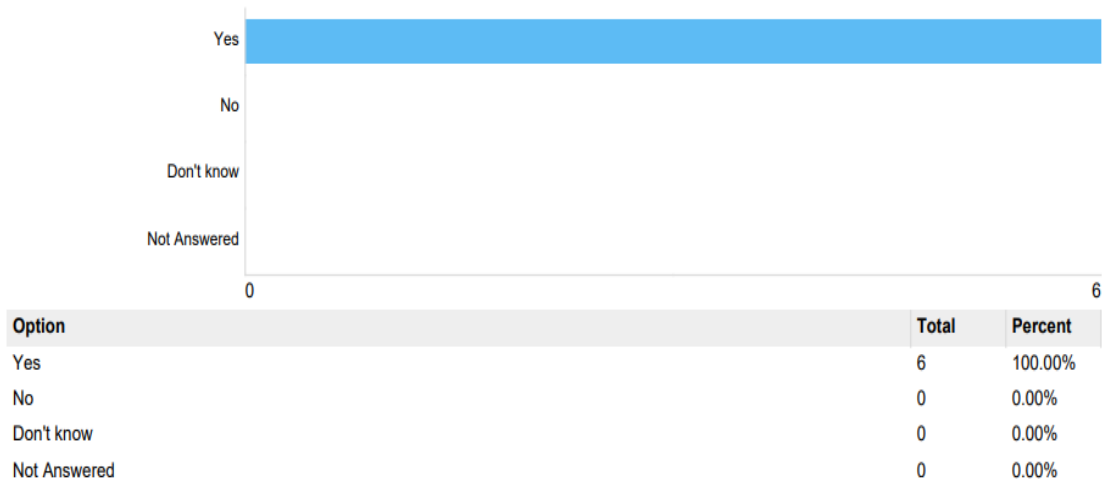 Yes
No
Don't know
Not Answered
0 6
Option Total Percent
Yes 6 100.00%
No 0 0.00%
Don't know 0 0.00%
Not Answered 0 0.00%